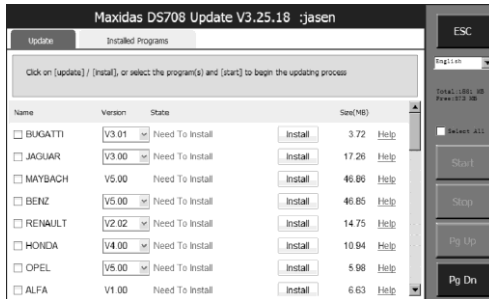 Maxidas DS708 Update V3.25.18 :jasen
Update Installed Programs
Click on [update] / [install], or select the program(s) and [start] to begin the updating process
Name Version State Size(MB)
BUGATTI V3.01 Need To Install Install 3.72 Help
JAGUAR V3.00 Need To Install Install 17.26 Help
MAYBACH V5.00 Need To Install Install 46.86 Help
BENZ V5.00 Need To Install Install 46.85 Help
RENAULT V2.02 Need To Install Install 14.75 Help
HONDA V4.00 Need To Install Install 10.94 Help
OPEL V5.00 Need To Install Install 5.98 Help
ALFA V1.00 Need To Install Install 6.63 Help
ESC
English
Select All
Start
Stop
Pg Up
Pg Dn